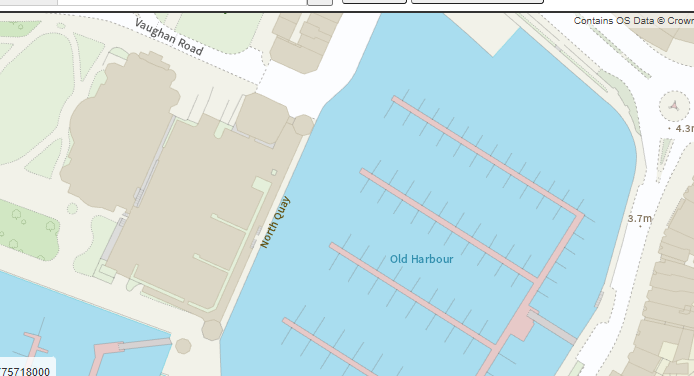 Contains OS Data © Crown
Vaughan Road
4.3m
North Quay
3.7m
Old Harbour
75718000